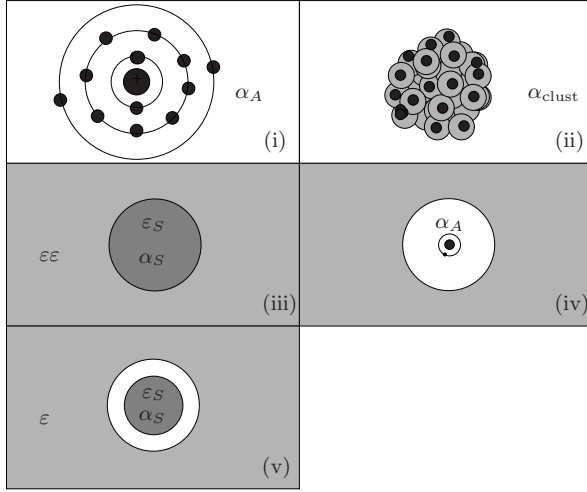 +
α_A
(i)
α_clust
(ii)
ε_S
εε
α_S
(iii)
α_A
(iv)
ε_S
ε
α_S
(v)